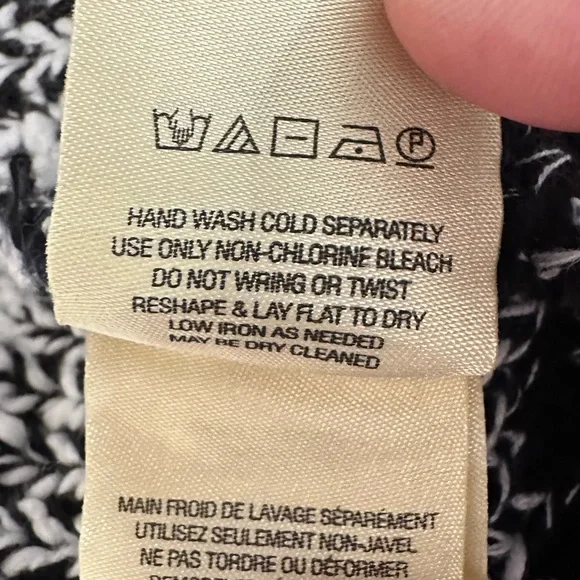 P
HAND WASH COLD SEPARATELY
USE ONLY NON-CHLORINE BLEACH
DO NOT WRING OR TWIST
RESHAPE & LAY FLAT TO DRY
LOW IRON AS NEEDED
MAY BE DRY CLEANED
MAIN FROID DE LAVAGE SÉPARÉMENT
UTILISEZ SEULEMENT NON-JAVEL
NE PAS TORDRE OU DÉFORMER